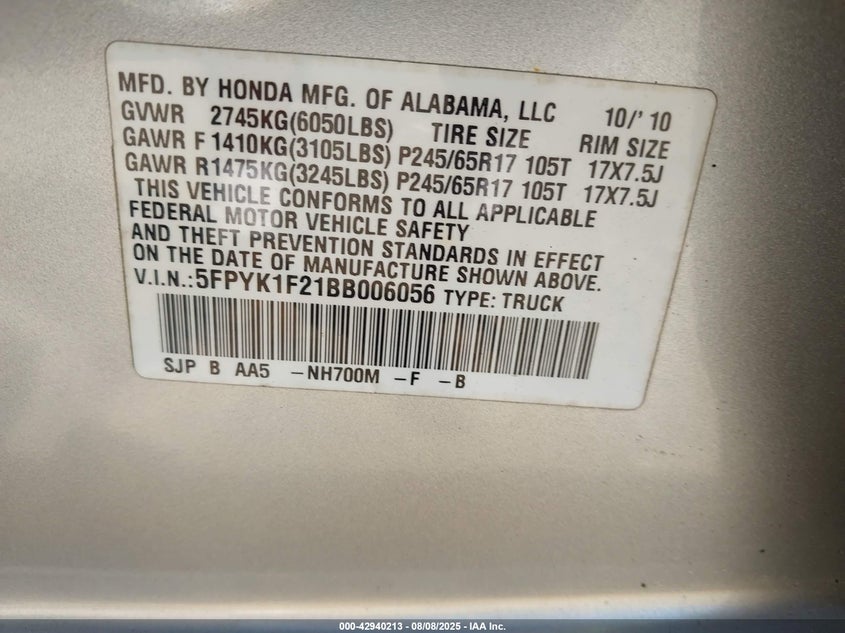 MFD. BY HONDA MFG. OF ALABAMA, LLC 10/'10
GVWR 2745KG(6050LBS) TIRE SIZE RIM SIZE
GAWR F 1410KG(3105LBS) P245/65R17 105T 17X7.5J
GAWR R1475KG(3245LBS) P245/65R17 105T 17X7.5J
THIS VEHICLE CONFORMS TO ALL APPLICABLE
FEDERAL MOTOR VEHICLE SAFETY
AND THEFT PREVENTION STANDARDS IN EFFECT
ON THE DATE OF MANUFACTURE SHOWN ABOVE.
V.I.N.:5FPYK1F21BB006056 TYPE: TRUCK
SJP B AA5 -NH700M -F -B
000-42940213 - 08/08/2025 - IAA Inc.